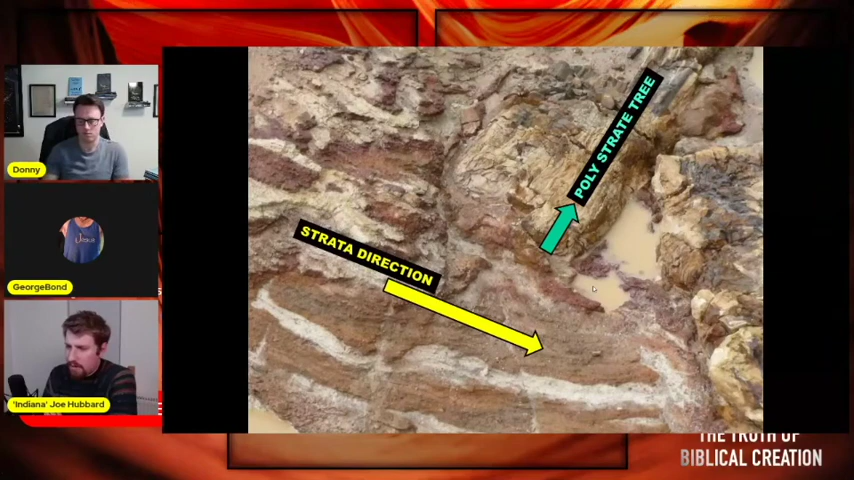 Donny
GeorgeBond
'Indiana' Joe Hubbard
STRATA DIRECTION
POLY STRATE TREE
THE TRUTH OF
BIBLICAL CREATION